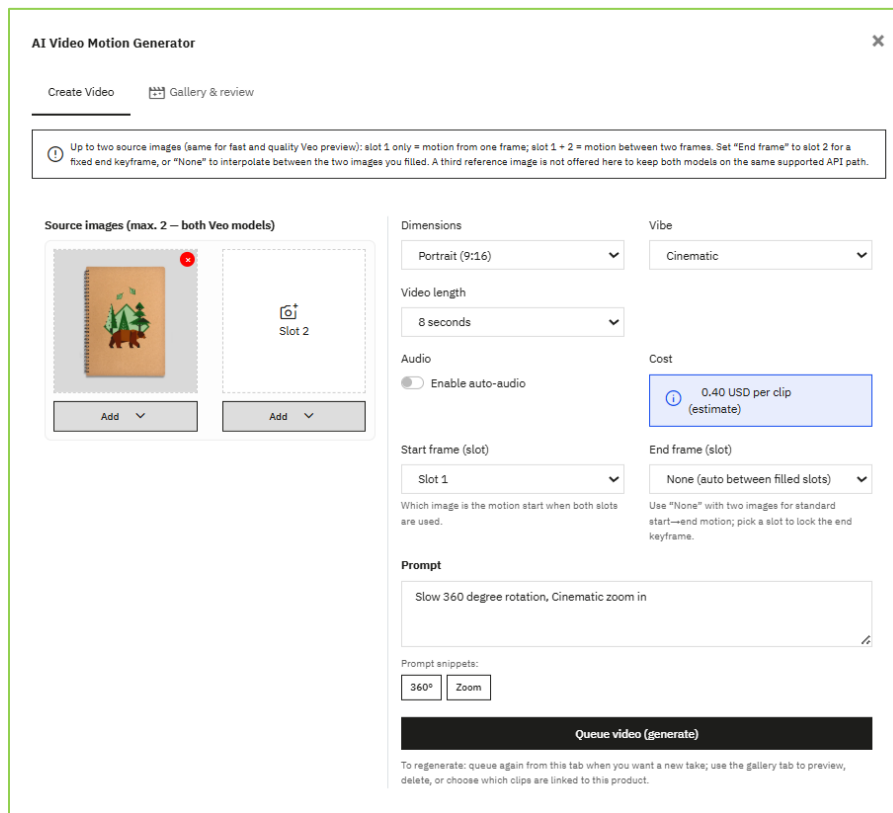 AI Video Motion Generator
Create Video
Gallery & review
Up to two source images (same for fast and quality Veo preview): slot 1 only = motion from one frame; slot 1 + 2 = motion between two frames. Set “End frame” to slot 2 for a
fixed end keyframe, or “None” to interpolate between the two images you filled. A third reference image is not offered here to keep both models on the same supported API path.
Source images (max. 2 — both Veo models)
Slot 2
Add
Add
Dimensions
Portrait (9:16)
Vibe
Cinematic
Video length
8 seconds
Audio
Enable auto-audio
Cost
0.40 USD per clip
(estimate)
Start frame (slot)
Slot 1
Which image is the motion start when both slots
are used.
End frame (slot)
None (auto between filled slots)
Use “None” with two images for standard
start→end motion; pick a slot to lock the end
keyframe.
Prompt
Slow 360 degree rotation, Cinematic zoom in
Prompt snippets:
360°
Zoom
Queue video (generate)
To regenerate: queue again from this tab when you want a new take; use the gallery tab to preview,
delete, or choose which clips are linked to this product.